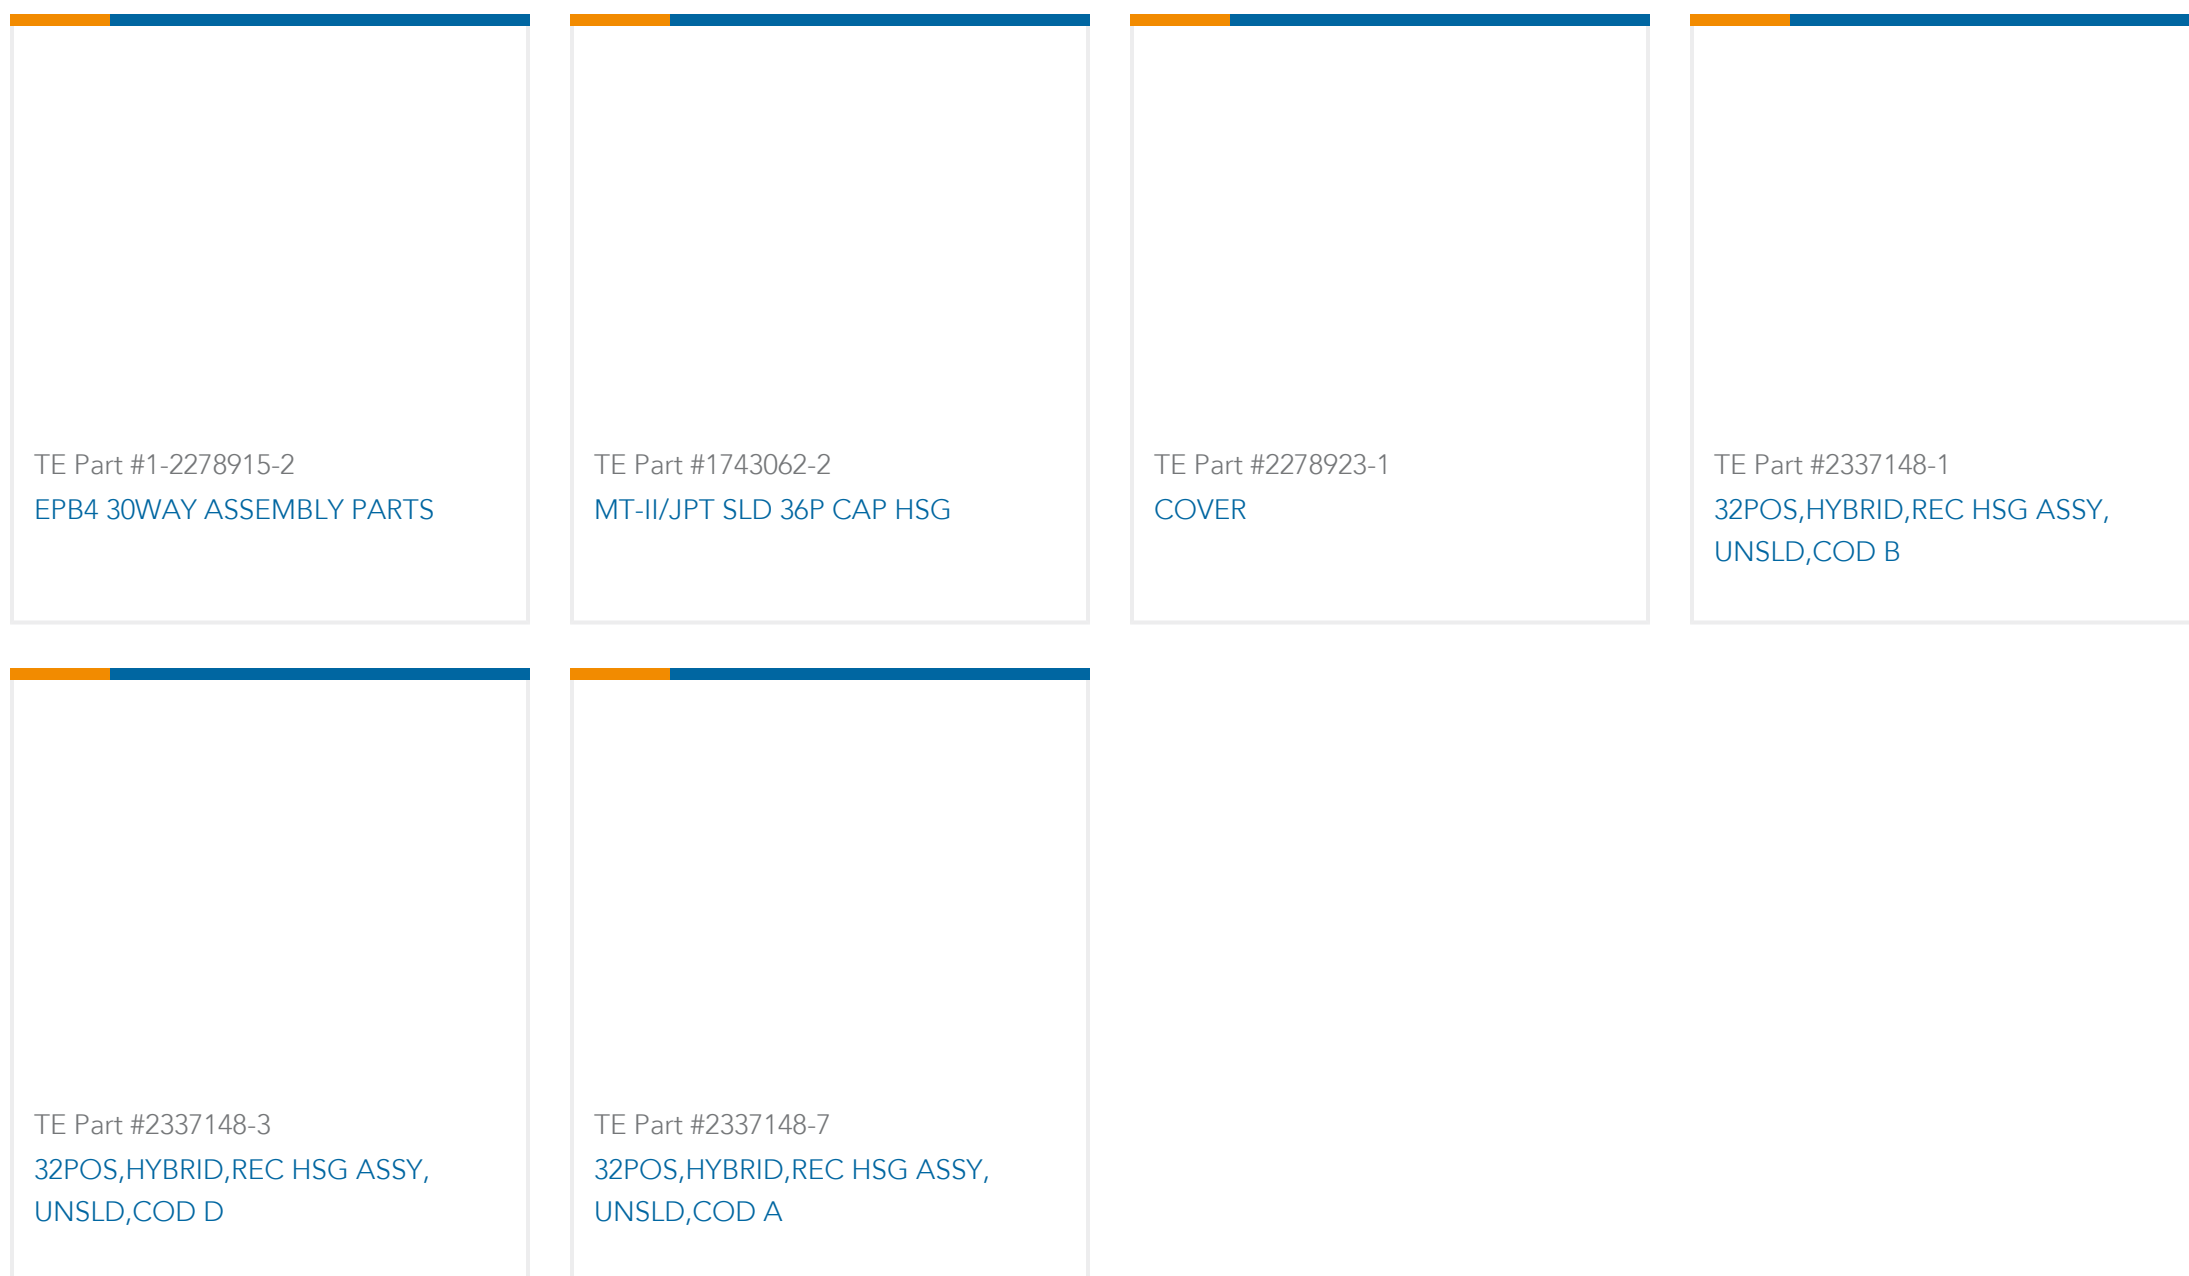 TE Part #1-2278915-2
EPB4 30WAY ASSEMBLY PARTS
TE Part #1743062-2
MT-II/JPT SLD 36P CAP HSG
TE Part #2278923-1
COVER
TE Part #2337148-1
32POS,HYBRID,REC HSG ASSY,
UNSLD,COD B
TE Part #2337148-3
32POS,HYBRID,REC HSG ASSY,
UNSLD,COD D
TE Part #2337148-7
32POS,HYBRID,REC HSG ASSY,
UNSLD,COD A